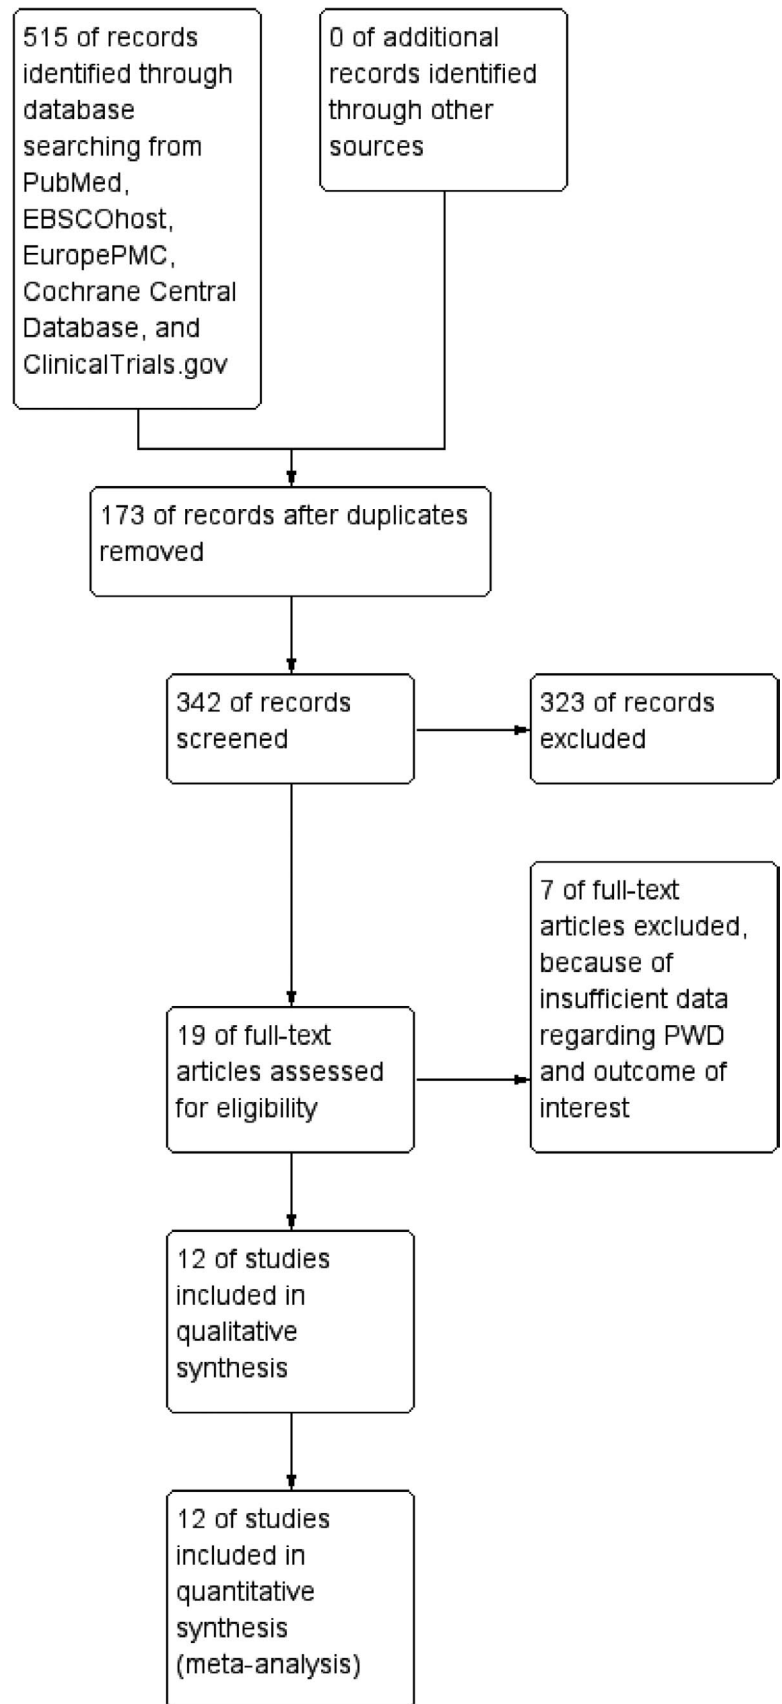 515 of records
identified through
database
searching from
PubMed,
EBSCOhost,
EuropePMC,
Cochrane Central
Database, and
ClinicalTrials.gov
0 of additional
records identified
through other
sources
173 of records after duplicates
removed
342 of records
screened
323 of records
excluded
7 of full-text
articles excluded,
because of
insufficient data
regarding PWD
and outcome of
interest
19 of full-text
articles assessed
for eligibility
12 of studies
included in
qualitative
synthesis
12 of studies
included in
quantitative
synthesis
(meta-analysis)